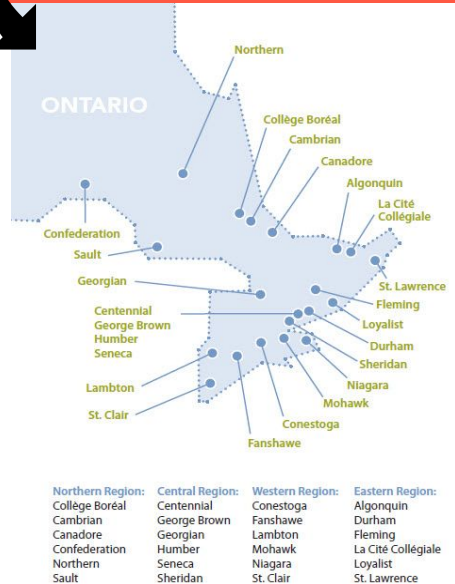 Northern
ONTARIO
Collège Boréal
Cambrian
Canadore
Algonquin
La Cité
Collégiale
Confederation
Sault
Georgian
St. Lawrence
Fleming
Centennial
George Brown
Humber
Seneca
Loyalist
Durham
Sheridan
Lambton
Niagara
Mohawk
St. Clair
Conestoga
Fanshawe
Northern Region: Central Region: Western Region: Eastern Region:
Collège Boréal Centennial Conestoga Algonquin
Cambrian George Brown Fanshawe Durham
Canadore Georgian Lambton Fleming
Confederation Humber Mohawk La Cité Collégiale
Northern Seneca Niagara Loyalist
Sault Sheridan St. Clair St. Lawrence